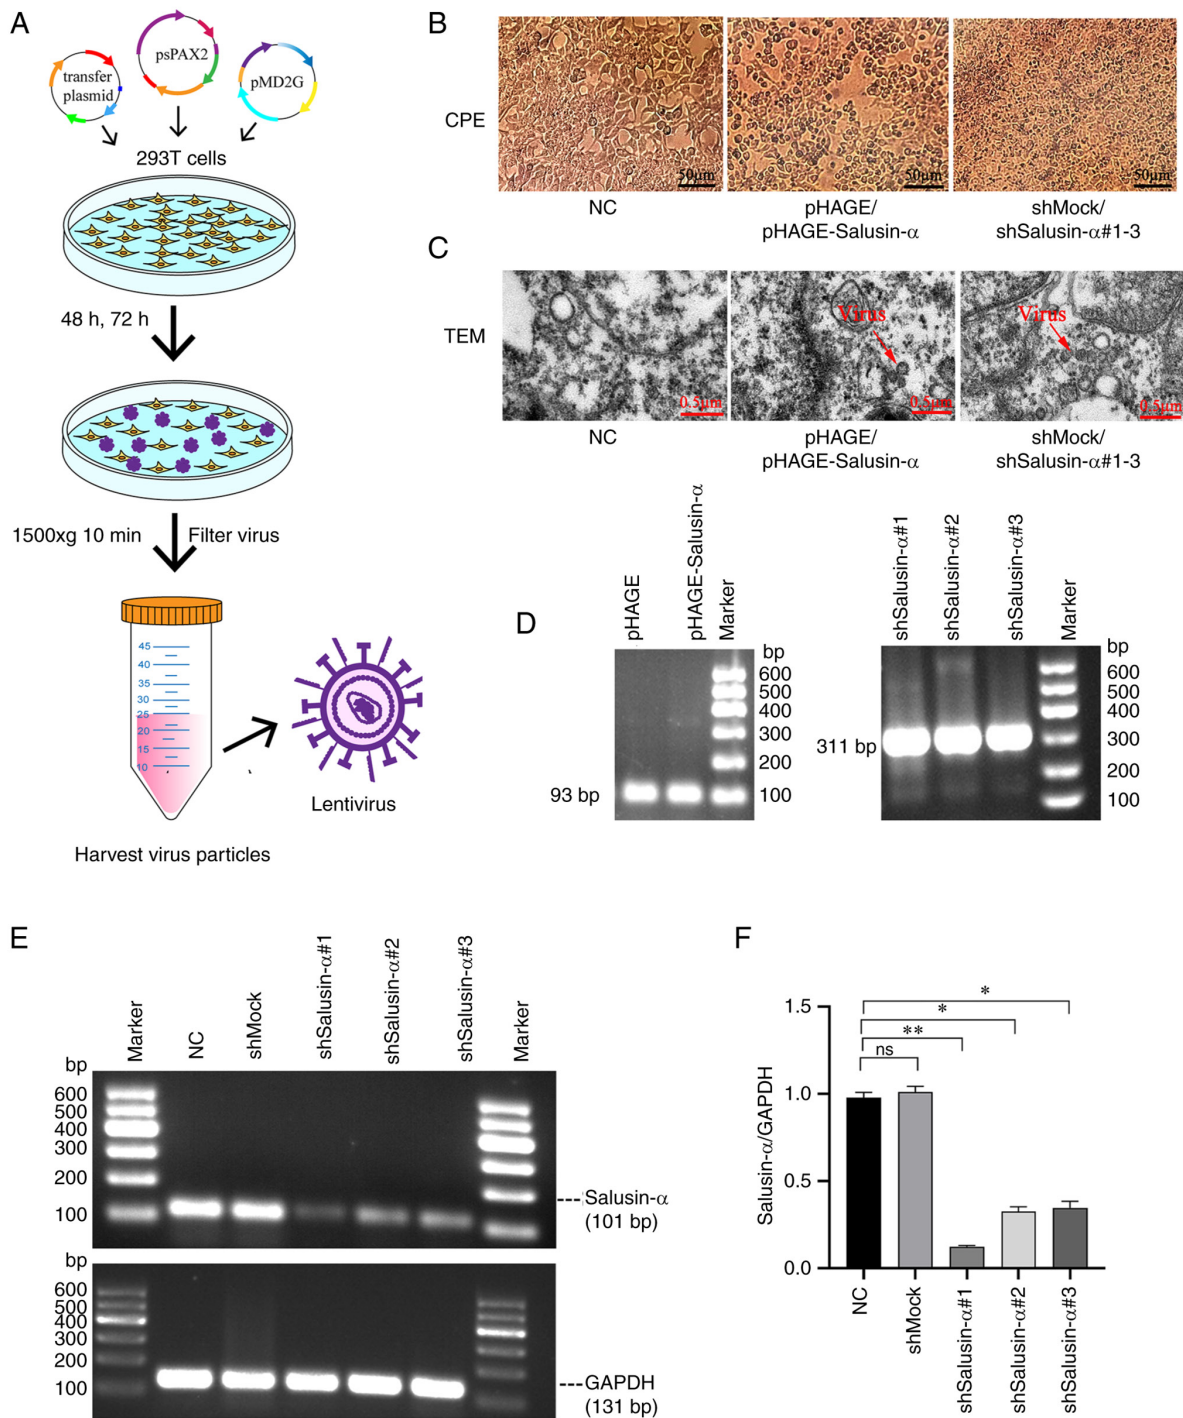 A
transfer
plasmid
psPAX2
pMD2G
293T cells
48 h, 72 h
1500xg 10 min
Filter virus
45
40
35
30
25
20
15
10
Lentivirus
Harvest virus particles
B
CPE
50μm
50μm
50μm
NC
pHAGE/
pHAGE-Salusin-α
shMock/
shSalusin-α#1-3
C
TEM
Virus
Virus
0.5μm
0.5μm
0.5μm
NC
pHAGE/
pHAGE-Salusin-α
shMock/
shSalusin-α#1-3
D
pHAGE
pHAGE-Salusin-α
Marker
bp
600
500
400
300
200
100
93 bp
shSalusin-α#1
shSalusin-α#2
shSalusin-α#3
Marker
bp
600
500
400
300
200
100
311 bp
E
Marker
NC
shMock
shSalusin-α#1
shSalusin-α#2
shSalusin-α#3
Marker
bp
600
500
400
300
200
100
Salusin-α
(101 bp)
bp
600
500
400
300
200
100
GAPDH
(131 bp)
F
Salusin-α/GAPDH
1.5
1.0
0.5
0.0
*
*
**
ns
NC
shMock
shSalusin-α#1
shSalusin-α#2
shSalusin-α#3